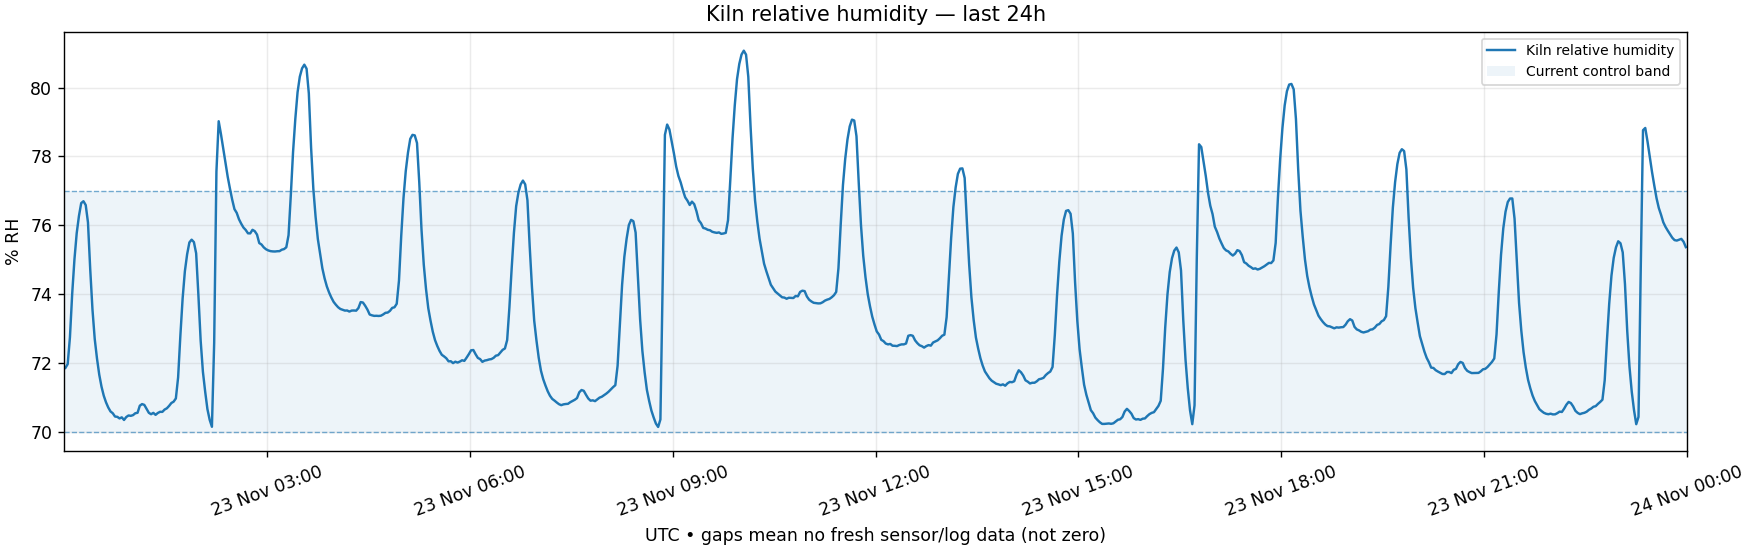 Kiln relative humidity — last 24h
Kiln relative humidity
Current control band
% RH
80
78
76
74
72
70
23 Nov 03:00
23 Nov 06:00
23 Nov 09:00
23 Nov 12:00
23 Nov 15:00
23 Nov 18:00
23 Nov 21:00
24 Nov 00:00
UTC • gaps mean no fresh sensor/log data (not zero)